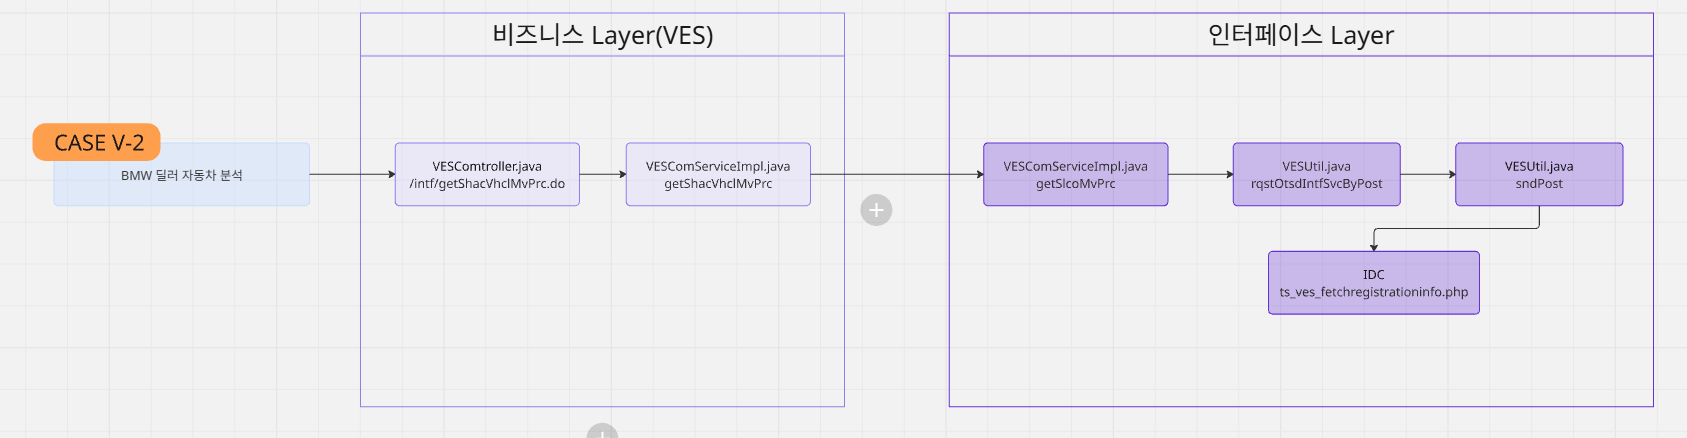 비즈니스 Layer(VES)
인터페이스 Layer
CASE V-2
BMW 딜러 자동차 분석
VESComtroller.java
/intf/getShacVhclMvPrc.do
VESComServiceImpl.java
getShacVhclMvPrc
VESComServiceImpl.java
getSlcoMvPrc
VESUtil.java
rqstOtsdIntfSvcByPost
VESUtil.java
sndPost
IDC
ts_ves_fetchregistrationinfo.php